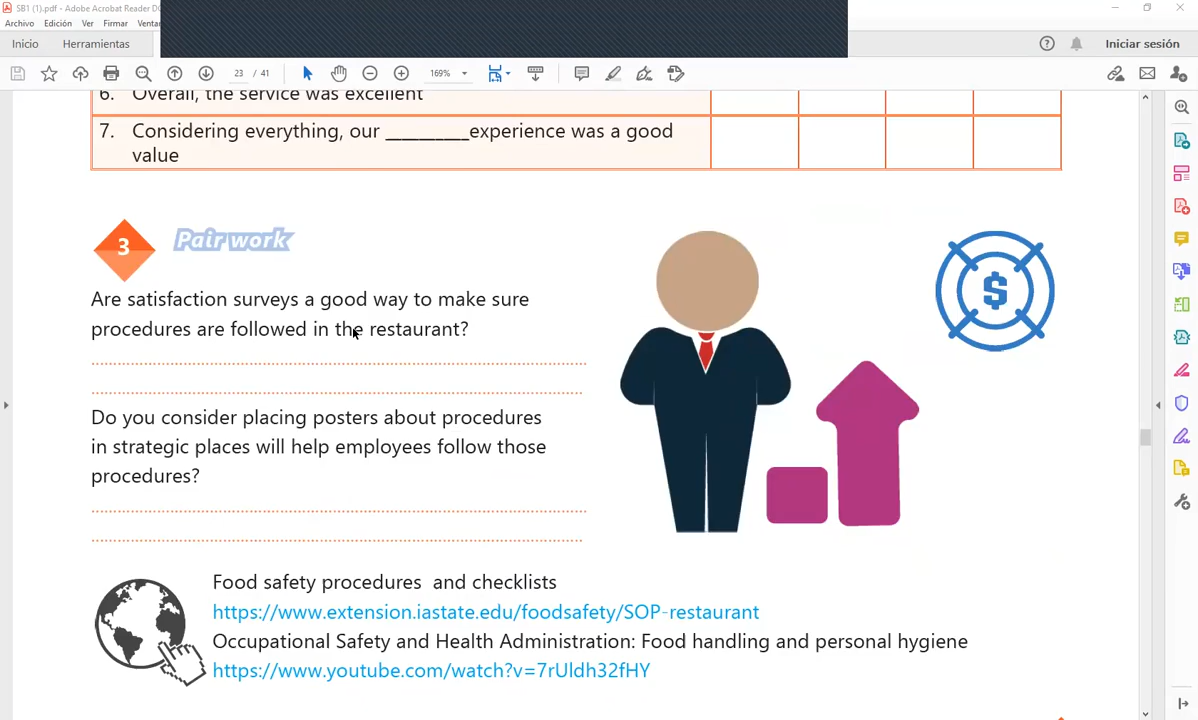 SB1 (1).pdf - Adobe Acrobat Reader DC
Archivo Edición Ver Firmar Ventana
Inicio Herramientas
Iniciar sesión
23 / 41
169%
6. Overall, the service was excellent
7. Considering everything, our __________experience was a good
value
3
Pair work
$
Are satisfaction surveys a good way to make sure
procedures are followed in the restaurant?
Do you consider placing posters about procedures
in strategic places will help employees follow those
procedures?
Food safety procedures and checklists
https://www.extension.iastate.edu/foodsafety/SOP-restaurant
Occupational Safety and Health Administration: Food handling and personal hygiene
https://www.youtube.com/watch?v=7rUldh32fHY